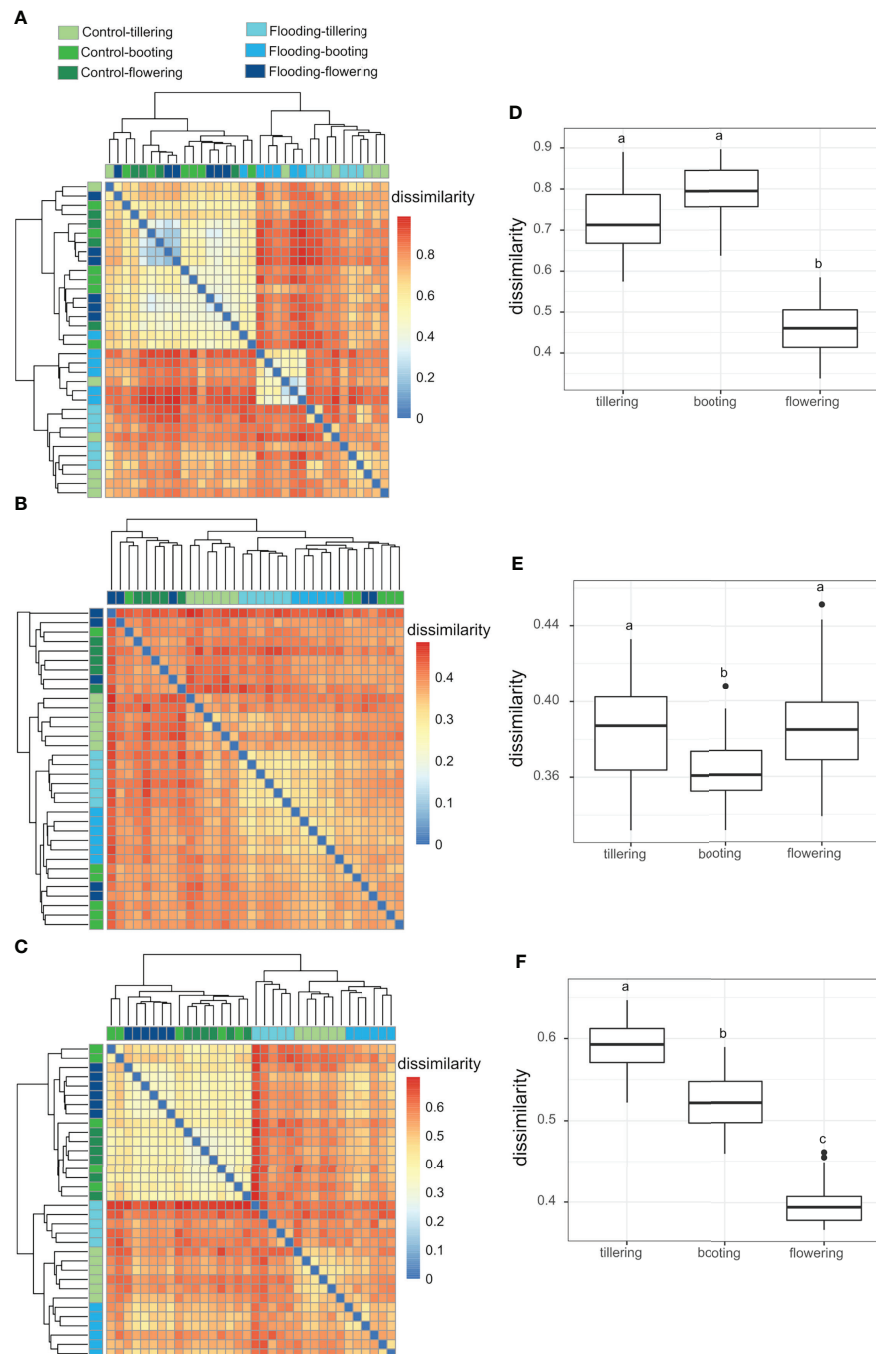 A
Control-tillering
Control-booting
Control-flowering
Flooding-tillering
Flooding-booting
Flooding-flowering
dissimilarity
0.8
0.6
0.4
0.2
0
D
dissimilarity
0.9
0.8
0.7
0.6
0.5
0.4
a
a
b
tillering
booting
flowering
B
dissimilarity
0.4
0.3
0.2
0.1
0
E
dissimilarity
0.44
0.40
0.36
a
b
a
tillering
booting
flowering
C
dissimilarity
0.6
0.5
0.4
0.3
0.2
0.1
0
F
dissimilarity
0.6
0.5
0.4
a
b
c
tillering
bcoting
flowering